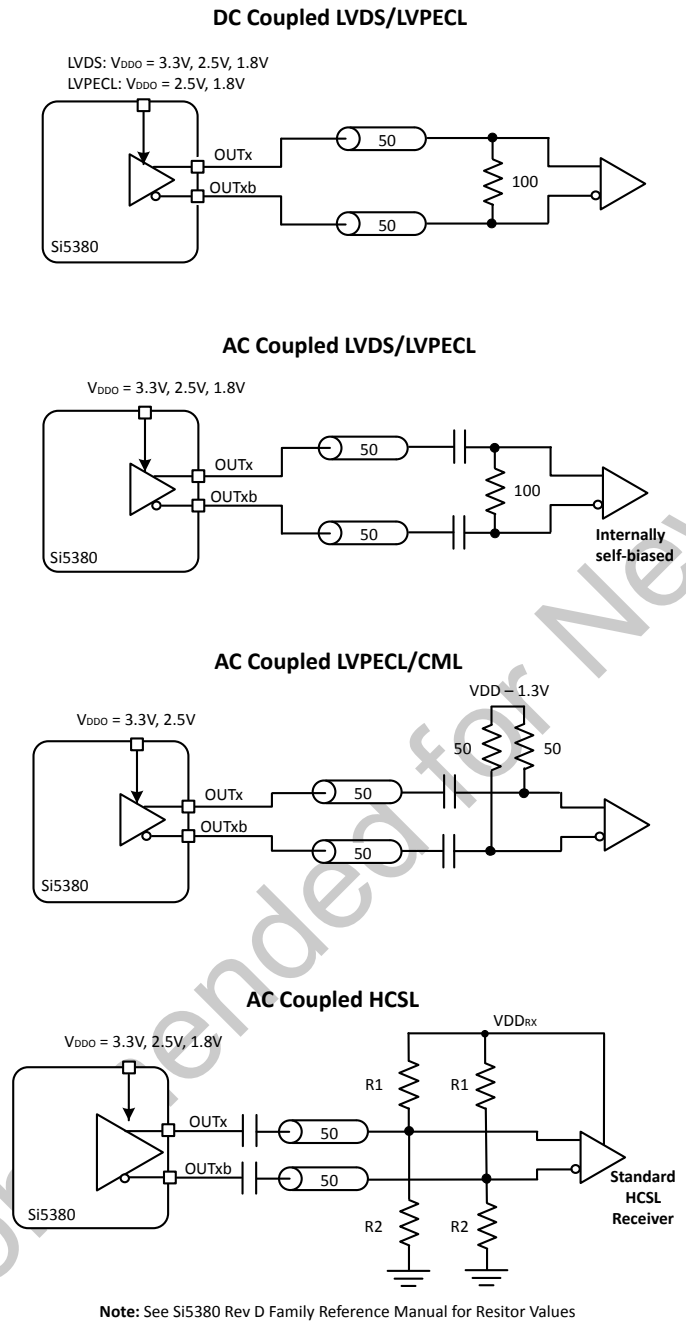 DC Coupled LVDS/LVPECL
LVDS: VDDO = 3.3V, 2.5V, 1.8V
LVPECL: VDDO = 2.5V, 1.8V
50
OUTx
100
OUTxb
50
Si5380
AC Coupled LVDS/LVPECL
VDDO = 3.3V, 2.5V, 1.8V
50
OUTx
100
OUTxb
50
Internally
self-biased
Si5380
AC Coupled LVPECL/CML
VDD – 1.3V
VDDO = 3.3V, 2.5V
50
50
OUTx
50
OUTxb
50
Si5380
AC Coupled HCSL
VDDRX
VDDO = 3.3V, 2.5V, 1.8V
R1
R1
OUTx
50
OUTxb
50
Standard
HCSL
Receiver
Si5380
R2
R2
Note: See Si5380 Rev D Family Reference Manual for Resitor Values
ommended for New